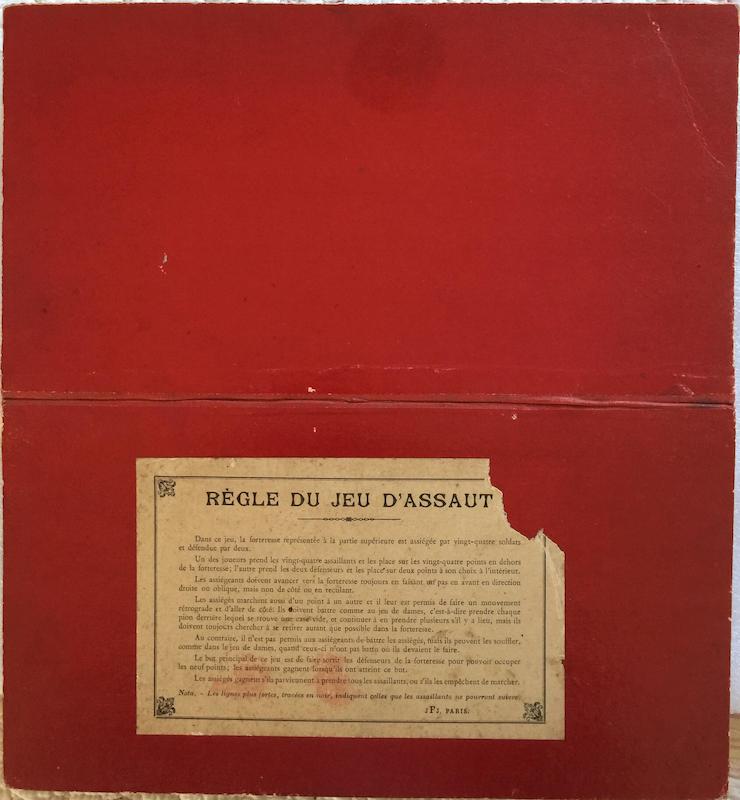 RÈGLE DU JEU D'ASSAUT
Dans ce jeu, la forteresse représentée à la partie supérieure est assiégée par vingt-quatre soldats
et défendue par deux.
Un des joueurs prend les vingt-quatre assaillants et les place sur les vingt-quatre points en dehors
de la forteresse; l'autre prend les deux défenseurs et les place sur deux points à son choix à l'intérieur.
Les assiégeants doivent avancer vers la forteresse toujours en faisant un pas en avant en direction
droite ou oblique, mais non de côté ou en reculant.
Les assiégés marchent aussi d'un point à un autre et il leur est permis de faire un mouvement
rétrograde et d'aller de côté. Ils doivent battre comme au jeu de dames, c'est-à-dire prendre chaque
pion derrière lequel se trouve une case vide, et continuer à en prendre plusieurs s'il y a lieu, mais ils
doivent toujours chercher à se retirer autant que possible dans la forteresse.
Au contraire, il n'est pas permis aux assiégeants de battre les assiégés, mais ils peuvent les souffler,
comme dans le jeu de dames, quand ceux-ci n'ont pas battu où ils devaient le faire.
Le but principal de ce jeu est de faire sortir les défenseurs de la forteresse pour pouvoir occuper
les neuf points; les assiégeants gagnent lorsqu'ils ont atteint ce but.
Les assiégés gagnent s'ils parviennent à prendre tous les assaillants, ou s'ils les empêchent de marcher.
Nota. - Les lignes plus fortes, tracées en noir, indiquent celles que les assaillants ne pourront suivre.
JFJ, PARIS.